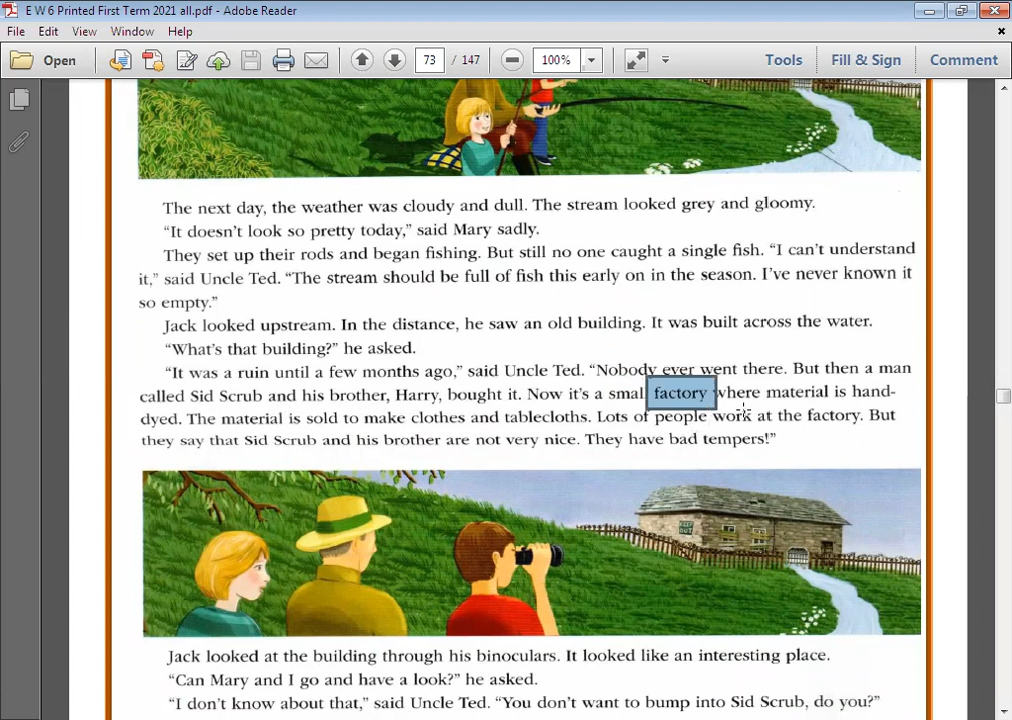 E W 6 Printed First Term 2021 all.pdf - Adobe Reader
File Edit View Window Help
Open 73 / 147 100% Tools Fill & Sign Comment
The next day, the weather was cloudy and dull. The stream looked grey and gloomy.
“It doesn’t look so pretty today,” said Mary sadly.
They set up their rods and began fishing. But still no one caught a single fish. “I can’t understand
it,” said Uncle Ted. “The stream should be full of fish this early on in the season. I’ve never known it
so empty.”
Jack looked upstream. In the distance, he saw an old building. It was built across the water.
“What’s that building?” he asked.
“It was a ruin until a few months ago,” said Uncle Ted. “Nobody ever went there. But then a man
called Sid Scrub and his brother, Harry, bought it. Now it’s a small factory where material is hand-
dyed. The material is sold to make clothes and tablecloths. Lots of people work at the factory. But
they say that Sid Scrub and his brother are not very nice. They have bad tempers!”
KEEP
OUT
Jack looked at the building through his binoculars. It looked like an interesting place.
“Can Mary and I go and have a look?” he asked.
“I don’t know about that,” said Uncle Ted. “You don’t want to bump into Sid Scrub, do you?”